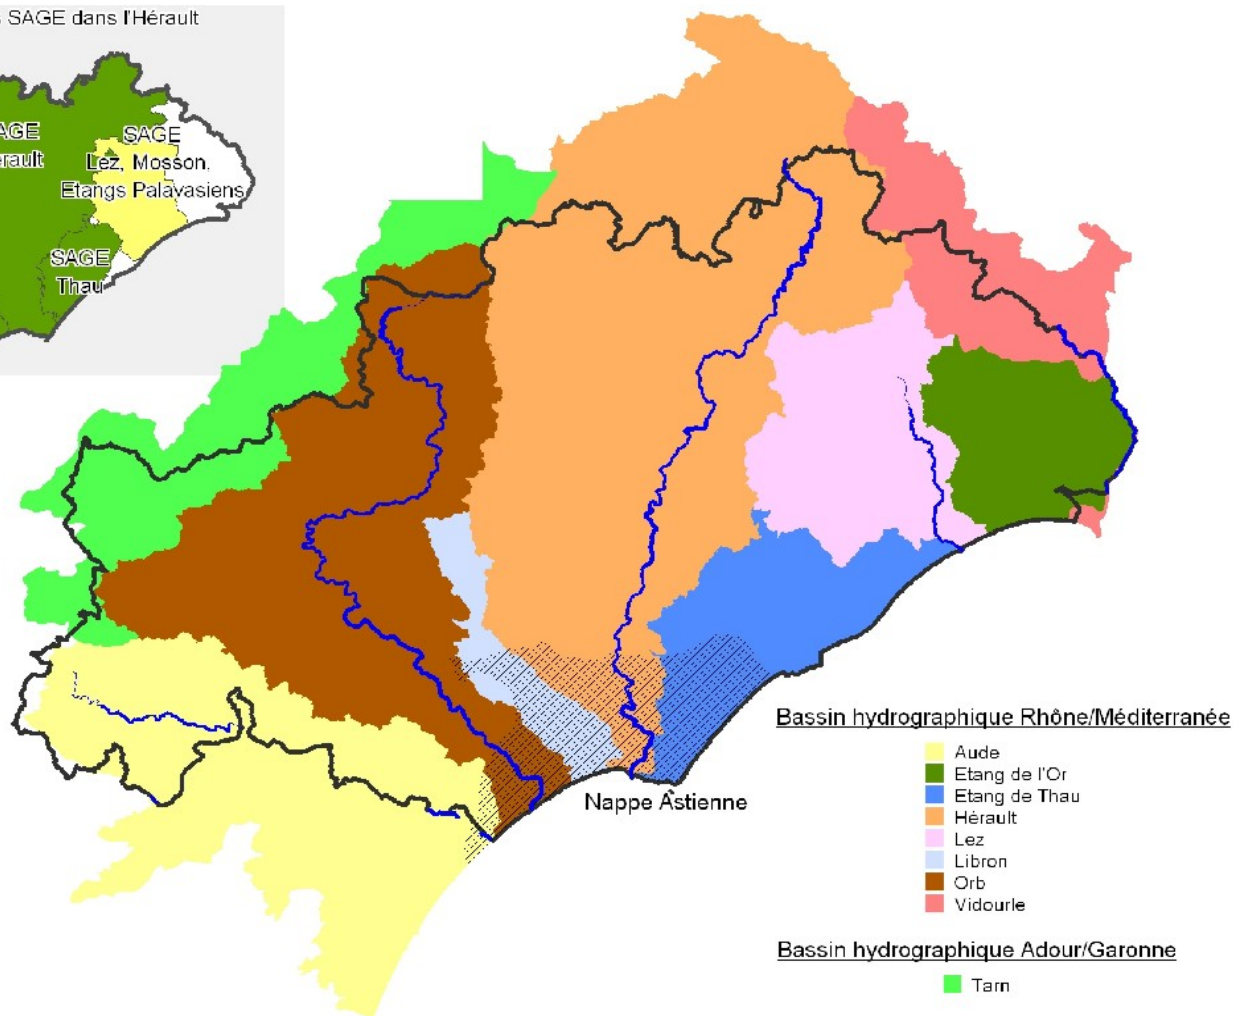 SAGE dans l'Hérault
SAGE
Lez, Mosson,
Etangs Palavasiens
SAGE
Thau
Nappe Astienne
Bassin hydrographique Rhône/Méditerranée
Aude
Etang de l'Or
Etang de Thau
Hérault
Lez
Libron
Orb
Vidourle
Bassin hydrographique Adour/Garonne
Tarn